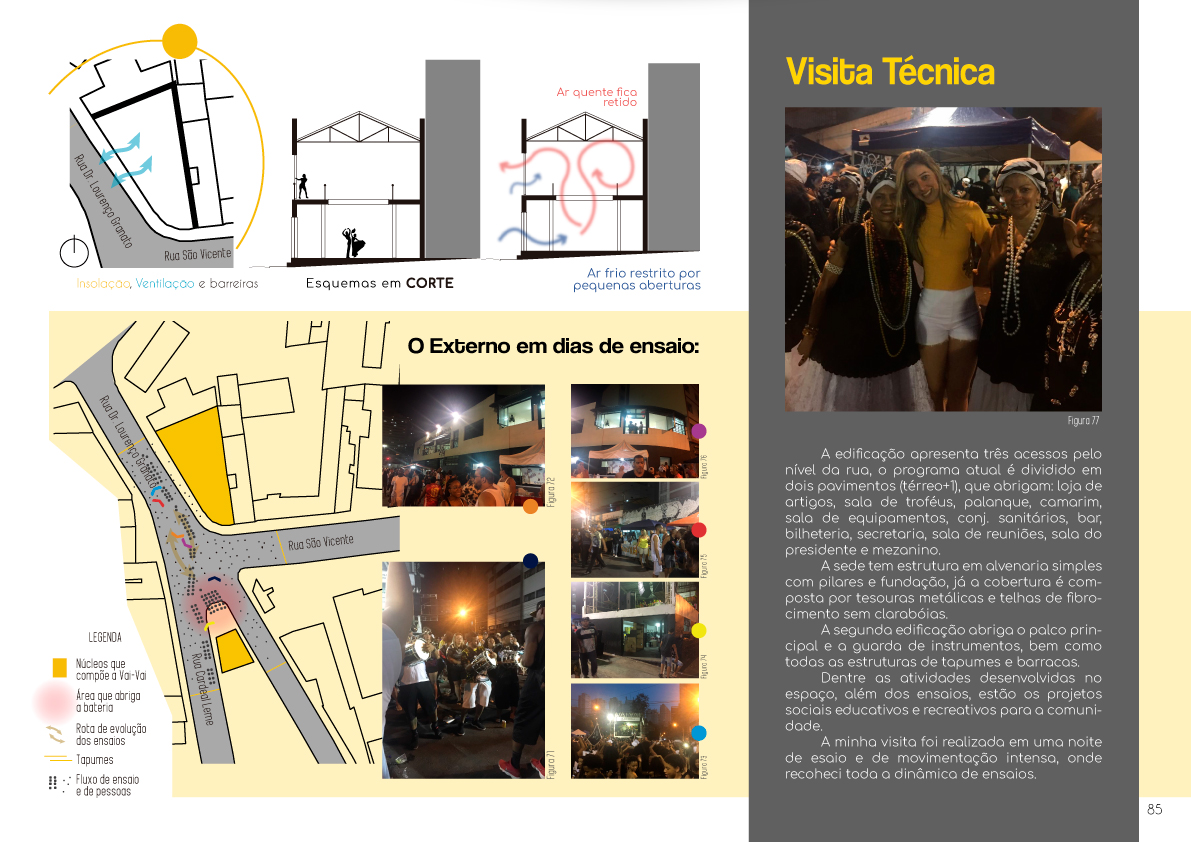 Rua Dr. Lourenço Granato
Rua São Vicente
Insolação, Ventilação e barreiras
Esquemas em CORTE
Ar quente fica
retido
Ar frio restrito por
pequenas aberturas
O Externo em dias de ensaio:
Rua Dr. Lourenço Granato
Rua São Vicente
Rua Cardeal Leme
LEGENDA
Núcleos que
compõe a Vai-Vai
Área que abriga
a bateria
Rota de evolução
dos ensaios
Tapumes
Fluxo de ensaio
e de pessoas
Figura 72
Figura 71
Figura 76
Figura 75
Figura 74
Figura 73
Visita Técnica
Figura 77
A edificação apresenta três acessos pelo
nível da rua, o programa atual é dividido em
dois pavimentos (térreo+1), que abrigam: loja de
artigos, sala de troféus, palanque, camarim,
sala de equipamentos, conj. sanitários, bar,
bilheteria, secretaria, sala de reuniões, sala do
presidente e mezanino.
A sede tem estrutura em alvenaria simples
com pilares e fundação, já a cobertura é com-
posta por tesouras metálicas e telhas de fibro-
cimento sem clarabóias.
A segunda edificação abriga o palco prin-
cipal e a guarda de instrumentos, bem como
todas as estruturas de tapumes e barracas.
Dentre as atividades desenvolvidas no
espaço, além dos ensaios, estão os projetos
sociais educativos e recreativos para a comuni-
dade.
A minha visita foi realizada em uma noite
de esaio e de movimentação intensa, onde
recoheci toda a dinâmica de ensaios.
85